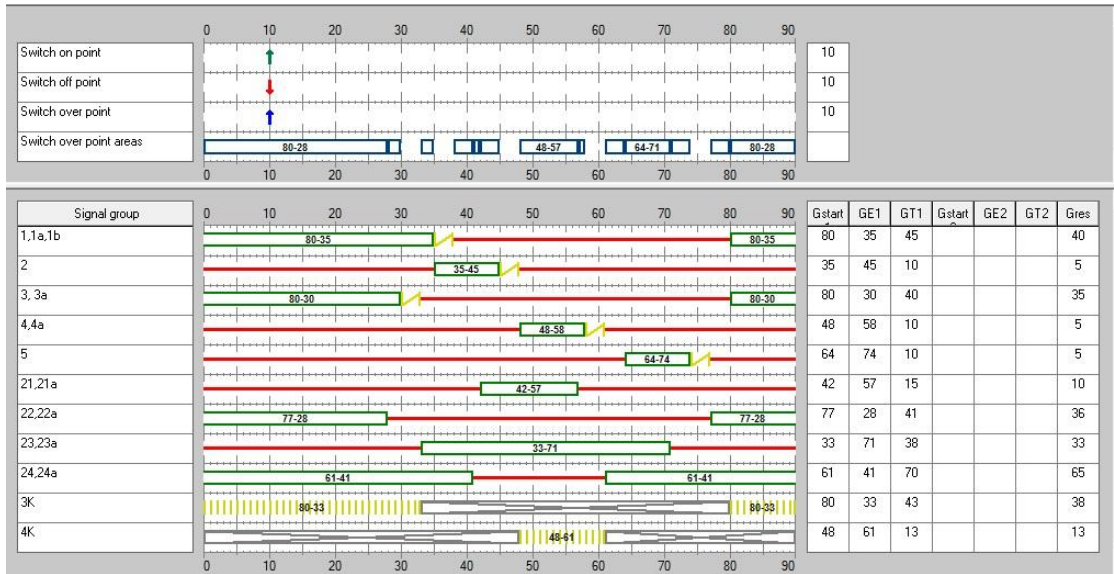 0 10 20 30 40 50 60 70 80 90
Switch on point 10
Switch off point 10
Switch over point 10
Switch over point areas 80-28 48-57 64-71 80-28
0 10 20 30 40 50 60 70 80 90
Signal group 0 10 20 30 40 50 60 70 80 90 Gstart GE1 GT1 Gstart GE2 GT2 Gres
1,1a,1b 80-35 80-35 80 35 45 40
2 35-45 35 45 10 5
3, 3a 80-30 80-30 80 30 40 35
4,4a 48-58 48 58 10 5
5 64-74 64 74 10 5
21,21a 42-57 42 57 15 10
22,22a 77-28 77-28 77 28 41 36
23,23a 33-71 33 71 38 33
24,24a 61-41 61-41 61 41 70 65
3K 80-33 80-33 80 33 43 38
4K 48-61 48 61 13 13
0 10 20 30 40 50 60 70 80 90